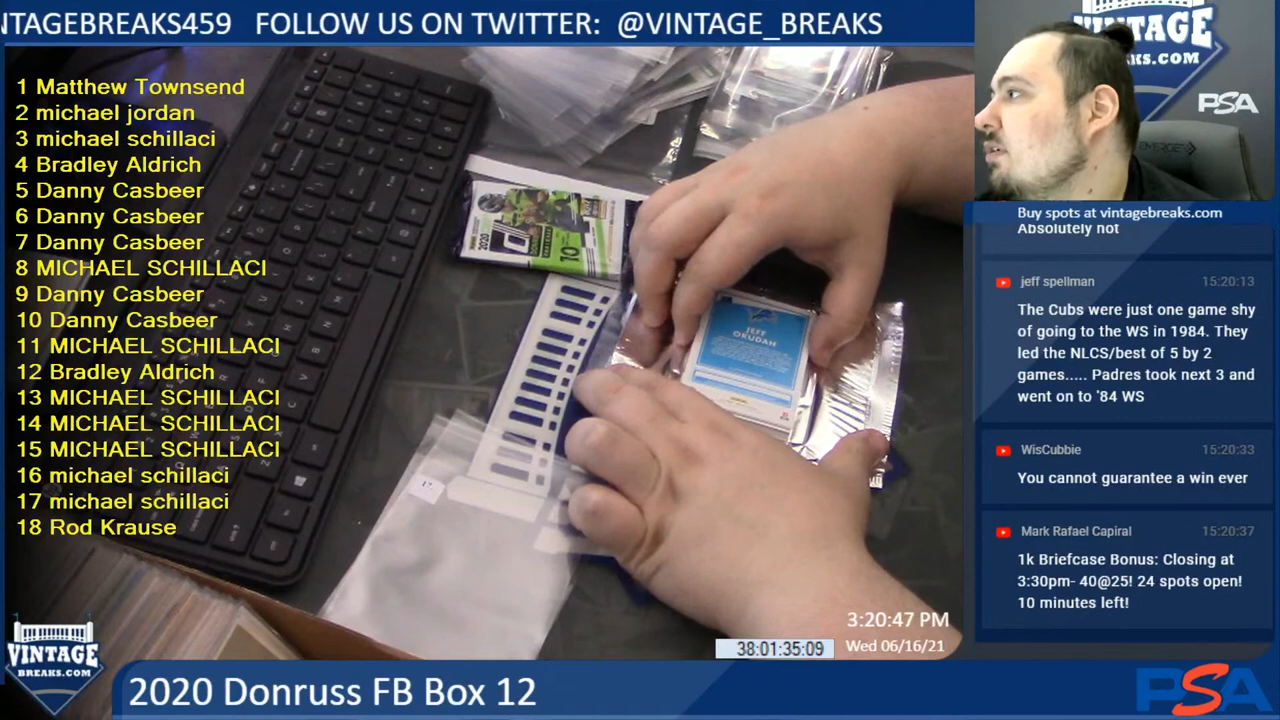 NTAGEBREAKS459 FOLLOW US ON TWITTER: @VINTAGE_BREAKS
1 Matthew Townsend
2 michael jordan
3 michael schillaci
4 Bradley Aldrich
5 Danny Casbeer
6 Danny Casbeer
7 Danny Casbeer
8 MICHAEL SCHILLACI
9 Danny Casbeer
10 Danny Casbeer
11 MICHAEL SCHILLACI
12 Bradley Aldrich
13 MICHAEL SCHILLACI
14 MICHAEL SCHILLACI
15 MICHAEL SCHILLACI
16 michael schillaci
17 michael schillaci
18 Rod Krause
2020
10
JEFF
OKUDAH
17
VINTAGE
BREAKS.COM
PSA
Buy spots at vintagebreaks.com
Absolutely not
jeff spellman 15:20:13
The Cubs were just one game shy
of going to the WS in 1984. They
led the NLCS/best of 5 by 2
games..... Padres took next 3 and
went on to '84 WS
WisCubbie 15:20:33
You cannot guarantee a win ever
Mark Rafael Capiral 15:20:37
1k Briefcase Bonus: Closing at
3:30pm- 40@25! 24 spots open!
10 minutes left!
3:20:47 PM
38:01:35:09 Wed 06/16/21
VINTAGE
BREAKS.COM
2020 Donruss FB Box 12
PSA